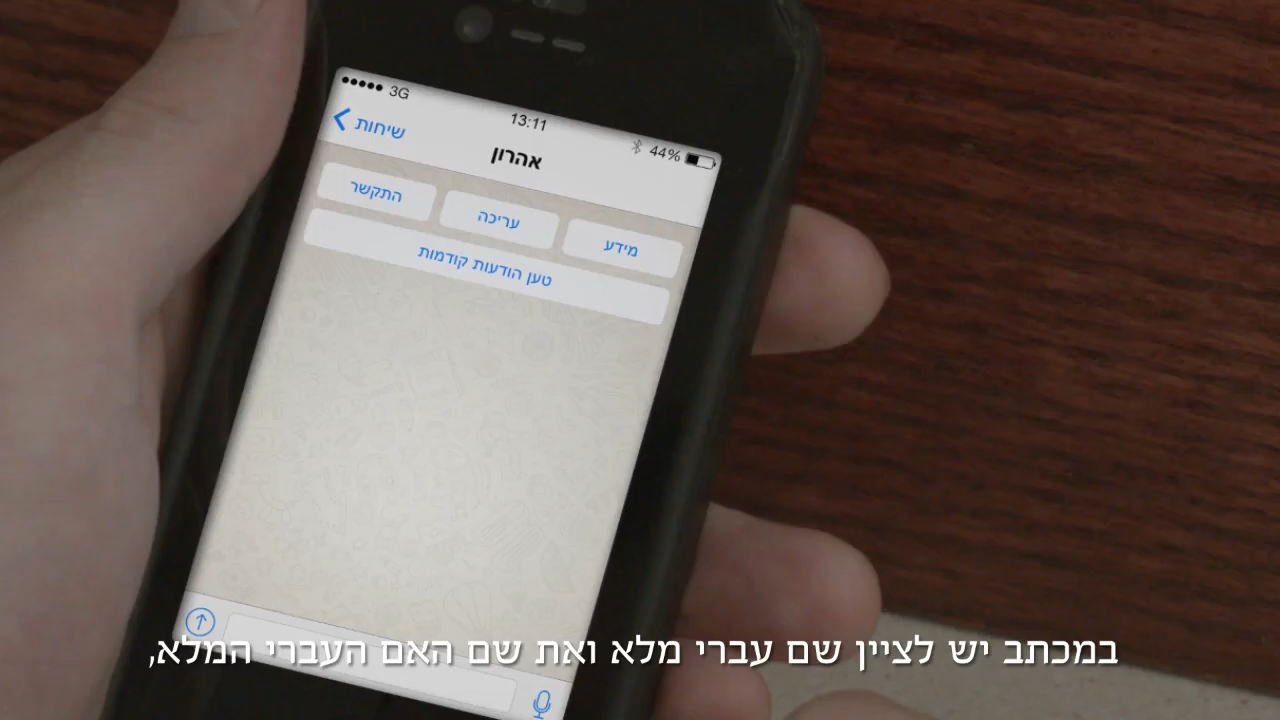 3G
13:11
44%
שיחות
אהרון
התקשר
עריכה
מידע
טען הודעות קודמות
במכתב יש לציין שם עברי מלא ואת שם האם העברי המלא,